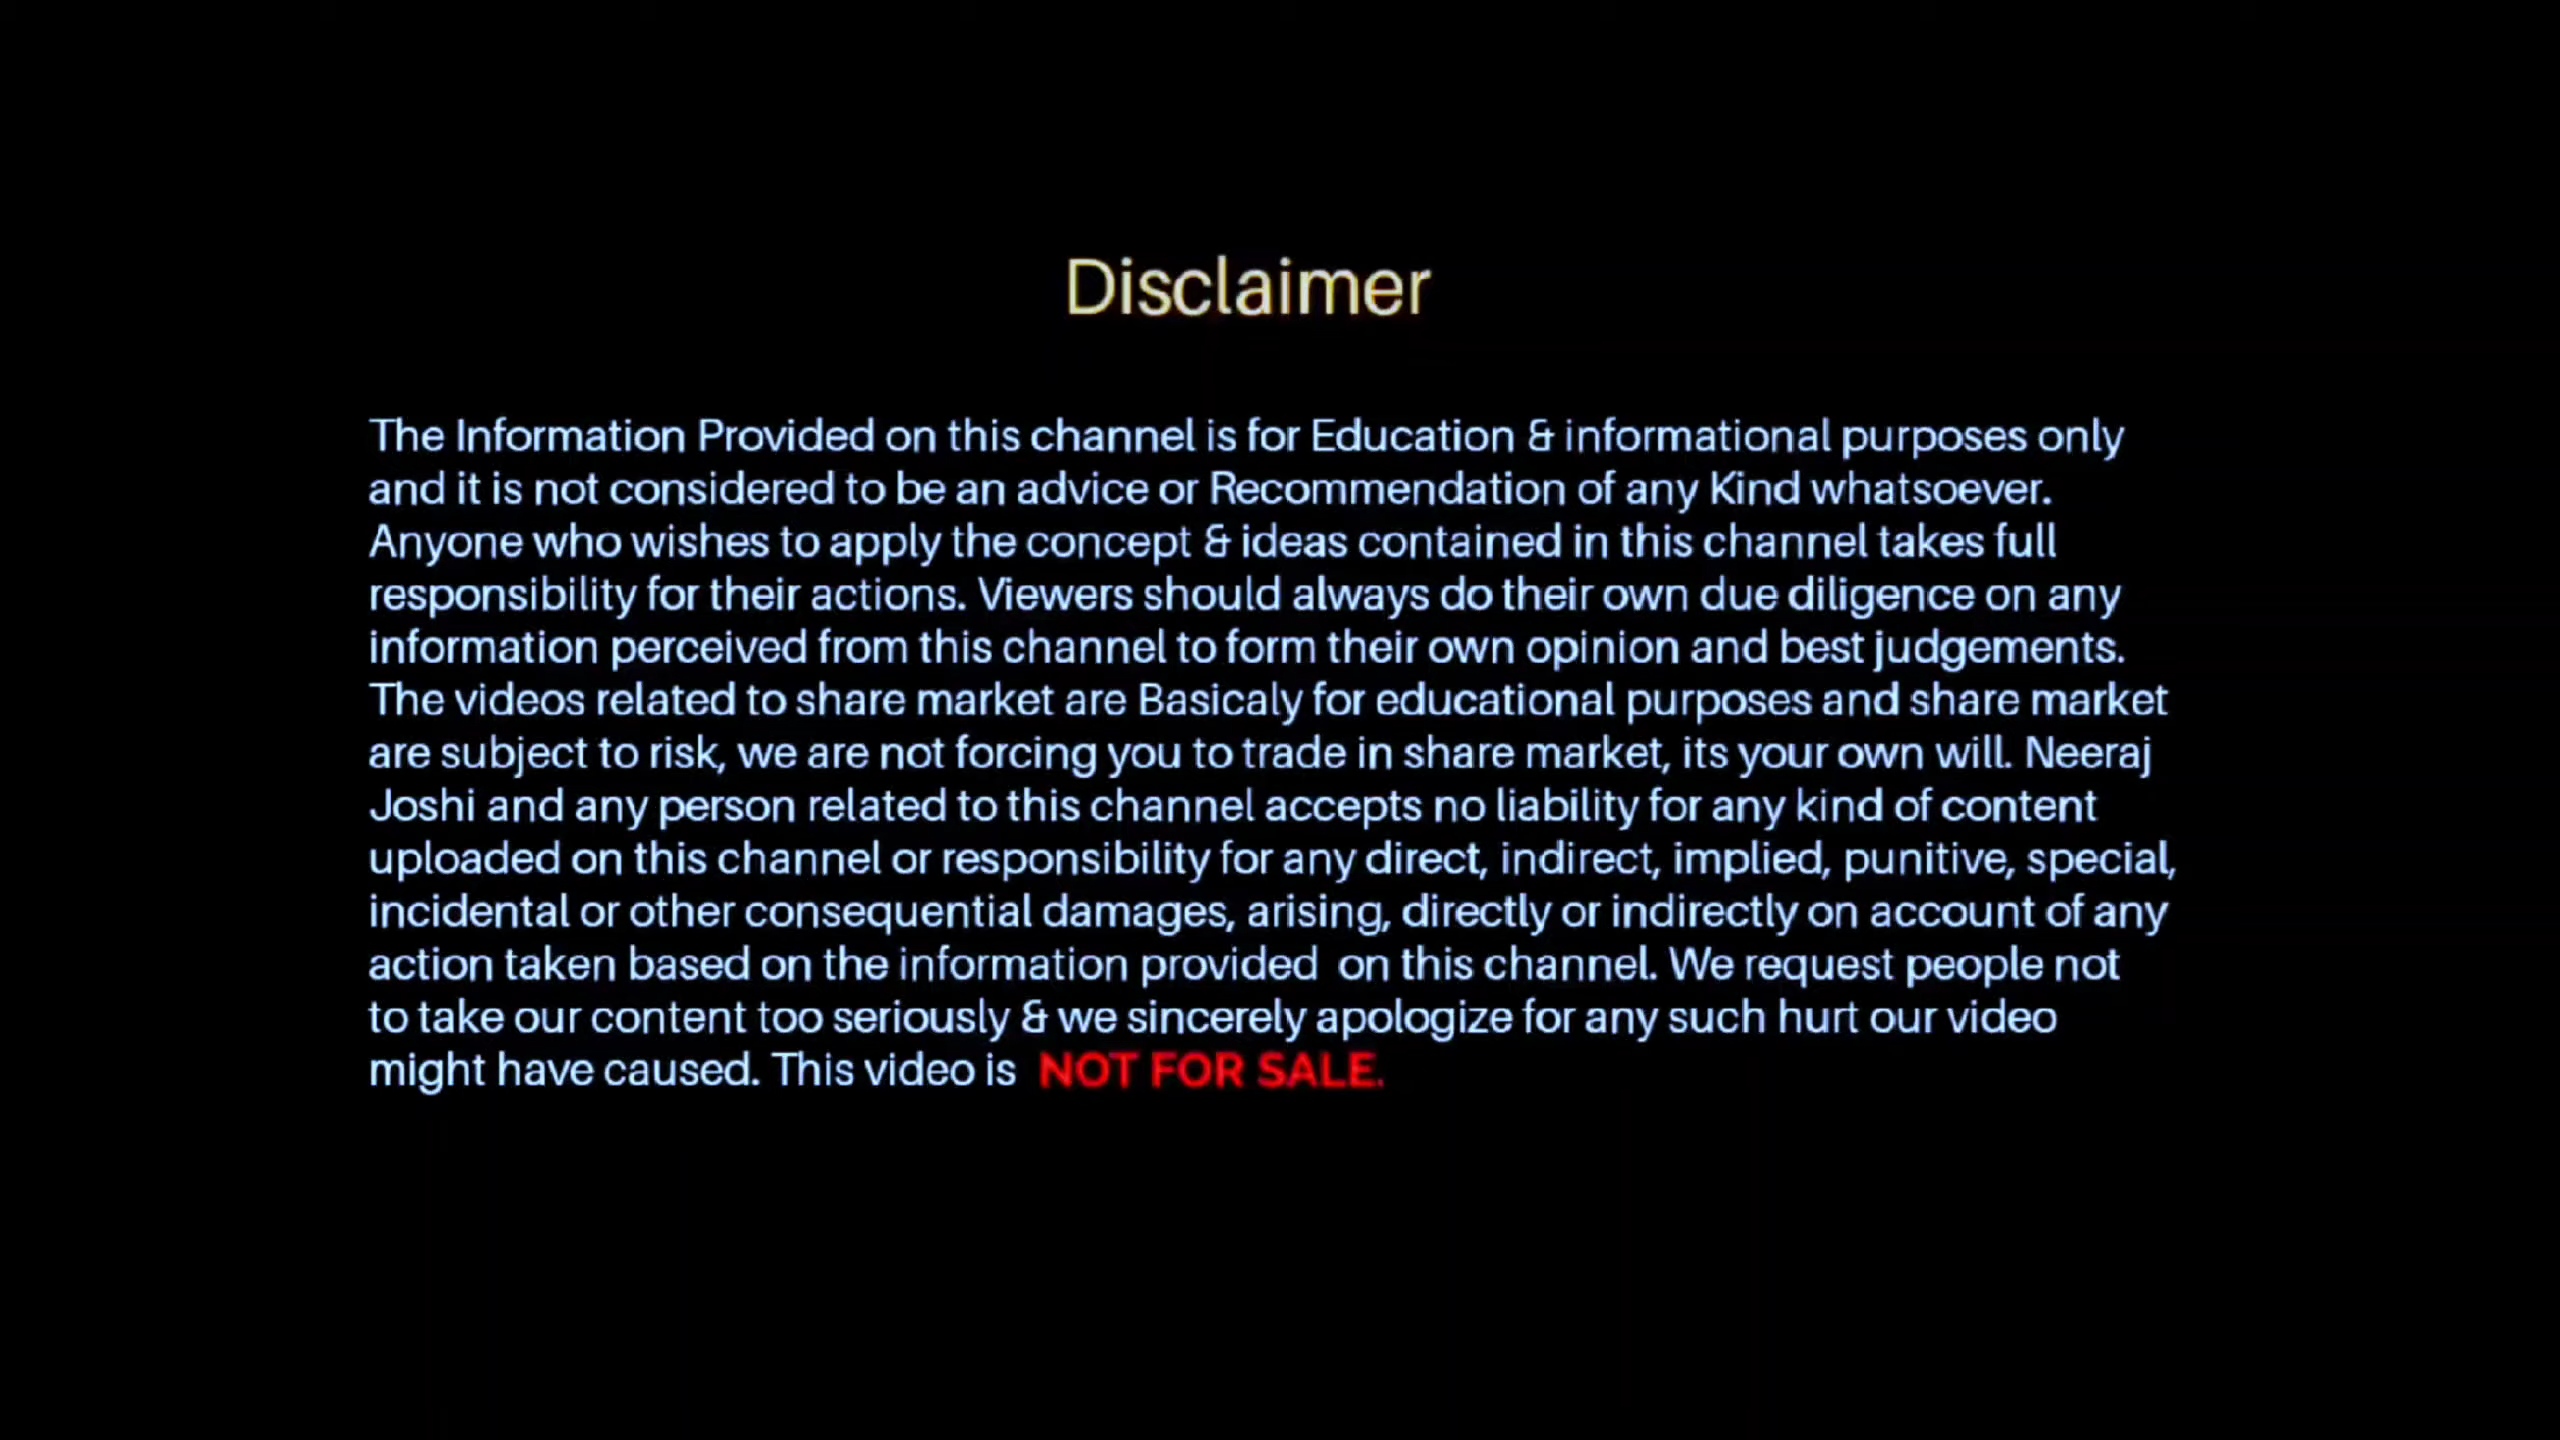 Disclaimer
The Information Provided on this channel is for Education & informational purposes only
and it is not considered to be an advice or Recommendation of any Kind whatsoever.
Anyone who wishes to apply the concept & ideas contained in this channel takes full
responsibility for their actions. Viewers should always do their own due diligence on any
information perceived from this channel to form their own opinion and best judgements.
The videos related to share market are Basicaly for educational purposes and share market
are subject to risk, we are not forcing you to trade in share market, its your own will. Neeraj
Joshi and any person related to this channel accepts no liability for any kind of content
uploaded on this channel or responsibility for any direct, indirect, implied, punitive, special,
incidental or other consequential damages, arising, directly or indirectly on account of any
action taken based on the information provided  on this channel. We request people not
to take our content too seriously & we sincerely apologize for any such hurt our video
might have caused. This video is  NOT FOR SALE.